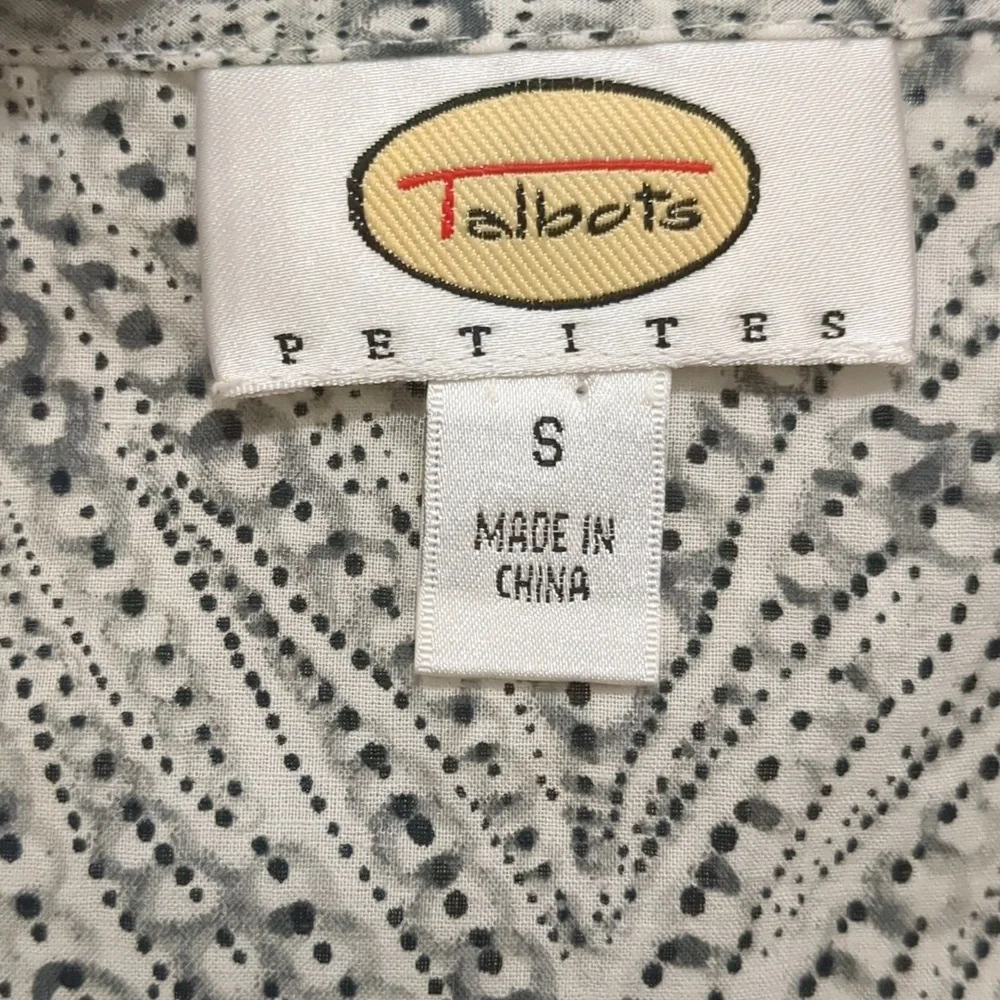 Talbots
PETITES
S
MADE IN
CHINA